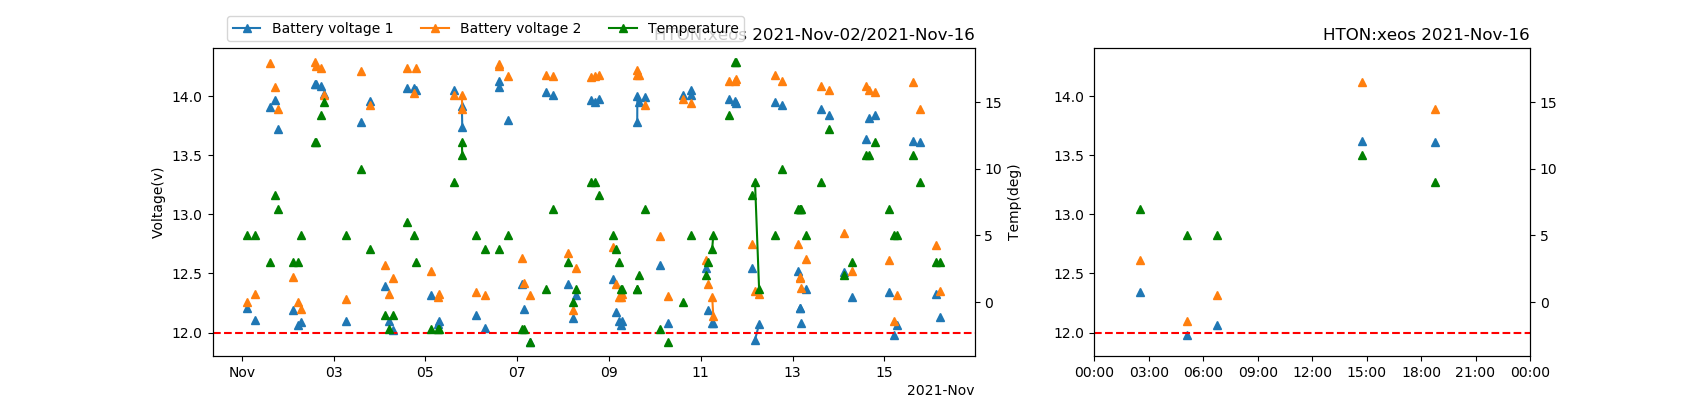 Battery voltage 1 Battery voltage 2 Temperature
HTON:xeos 2021-Nov-02/2021-Nov-16
HTON:xeos 2021-Nov-16
Voltage(v)
14.0
13.5
13.0
12.5
12.0
15
10
5
0
Temp(deg)
Nov 03 05 07 09 11 13 15
2021-Nov
14.0
13.5
13.0
12.5
12.0
15
10
5
0
00:00 03:00 06:00 09:00 12:00 15:00 18:00 21:00 00:00